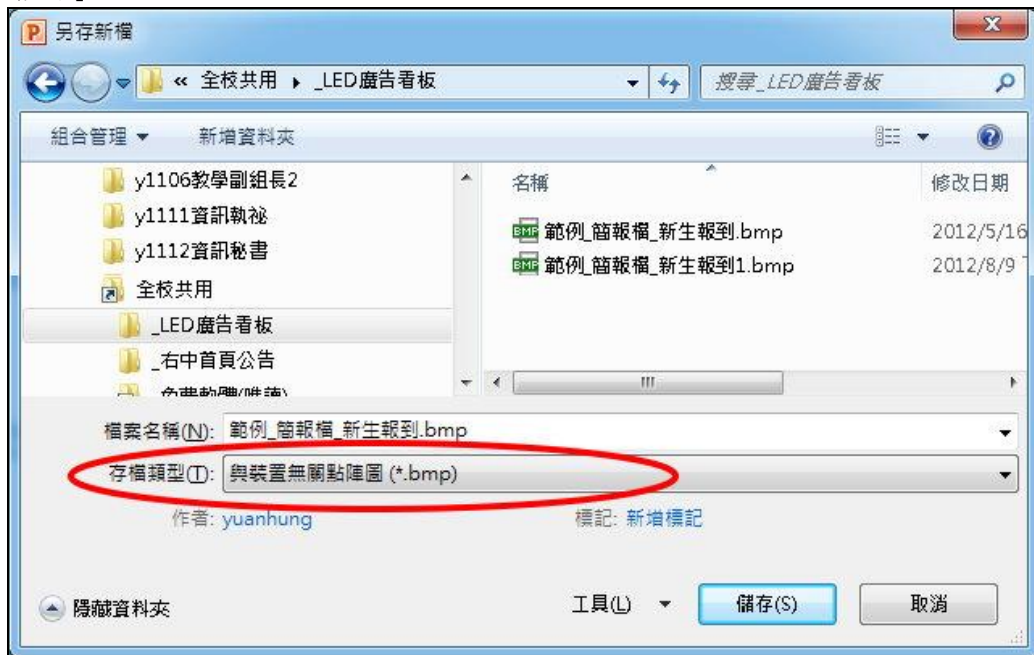 另存新檔
« 全校共用 ▸ _LED廣告看板
搜尋_LED廣告看板
組合管理 新增資料夾
y1106教學副組長2
y1111資訊執祕
y1112資訊秘書
全校共用
_LED廣告看板
_右中首頁公告
名稱 修改日期
範例_簡報檔_新生報到.bmp 2012/5/16
範例_簡報檔_新生報到1.bmp 2012/8/9
檔案名稱(N): 範例_簡報檔_新生報到.bmp
存檔類型(T): 與裝置無關點陣圖 (*.bmp)
作者: yuanhung 標記: 新增標記
隱藏資料夾 工具(L) 儲存(S) 取消